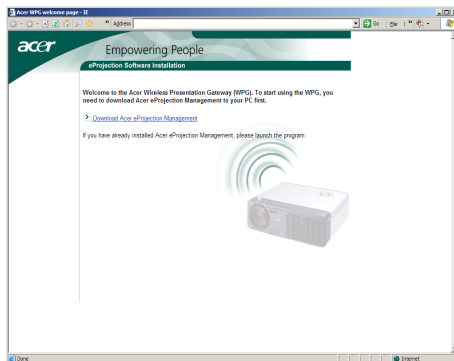 Acer WPG welcome page - II
Address
Go
File
acer
Empowering People
eProjection Software Installation
Welcome to the Acer Wireless Presentation Gateway (WPG). To start using the WPG, you
need to download Acer eProjection Management to your PC first.
Download Acer eProjection Management
If you have already installed Acer eProjection Management, please launch the program.
Done
Internet